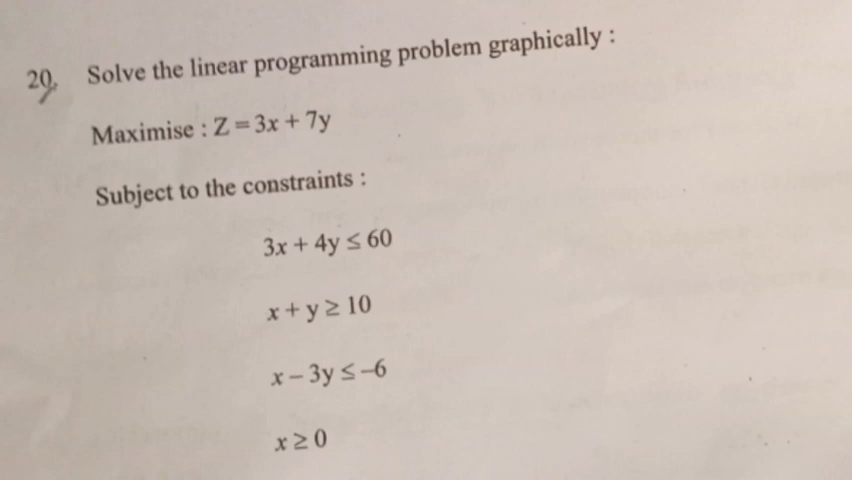 20. Solve the linear programming problem graphically :
Maximise : Z = 3x + 7y
Subject to the constraints :
3x + 4y ≤ 60
x + y ≥ 10
x – 3y ≤ –6
x ≥ 0